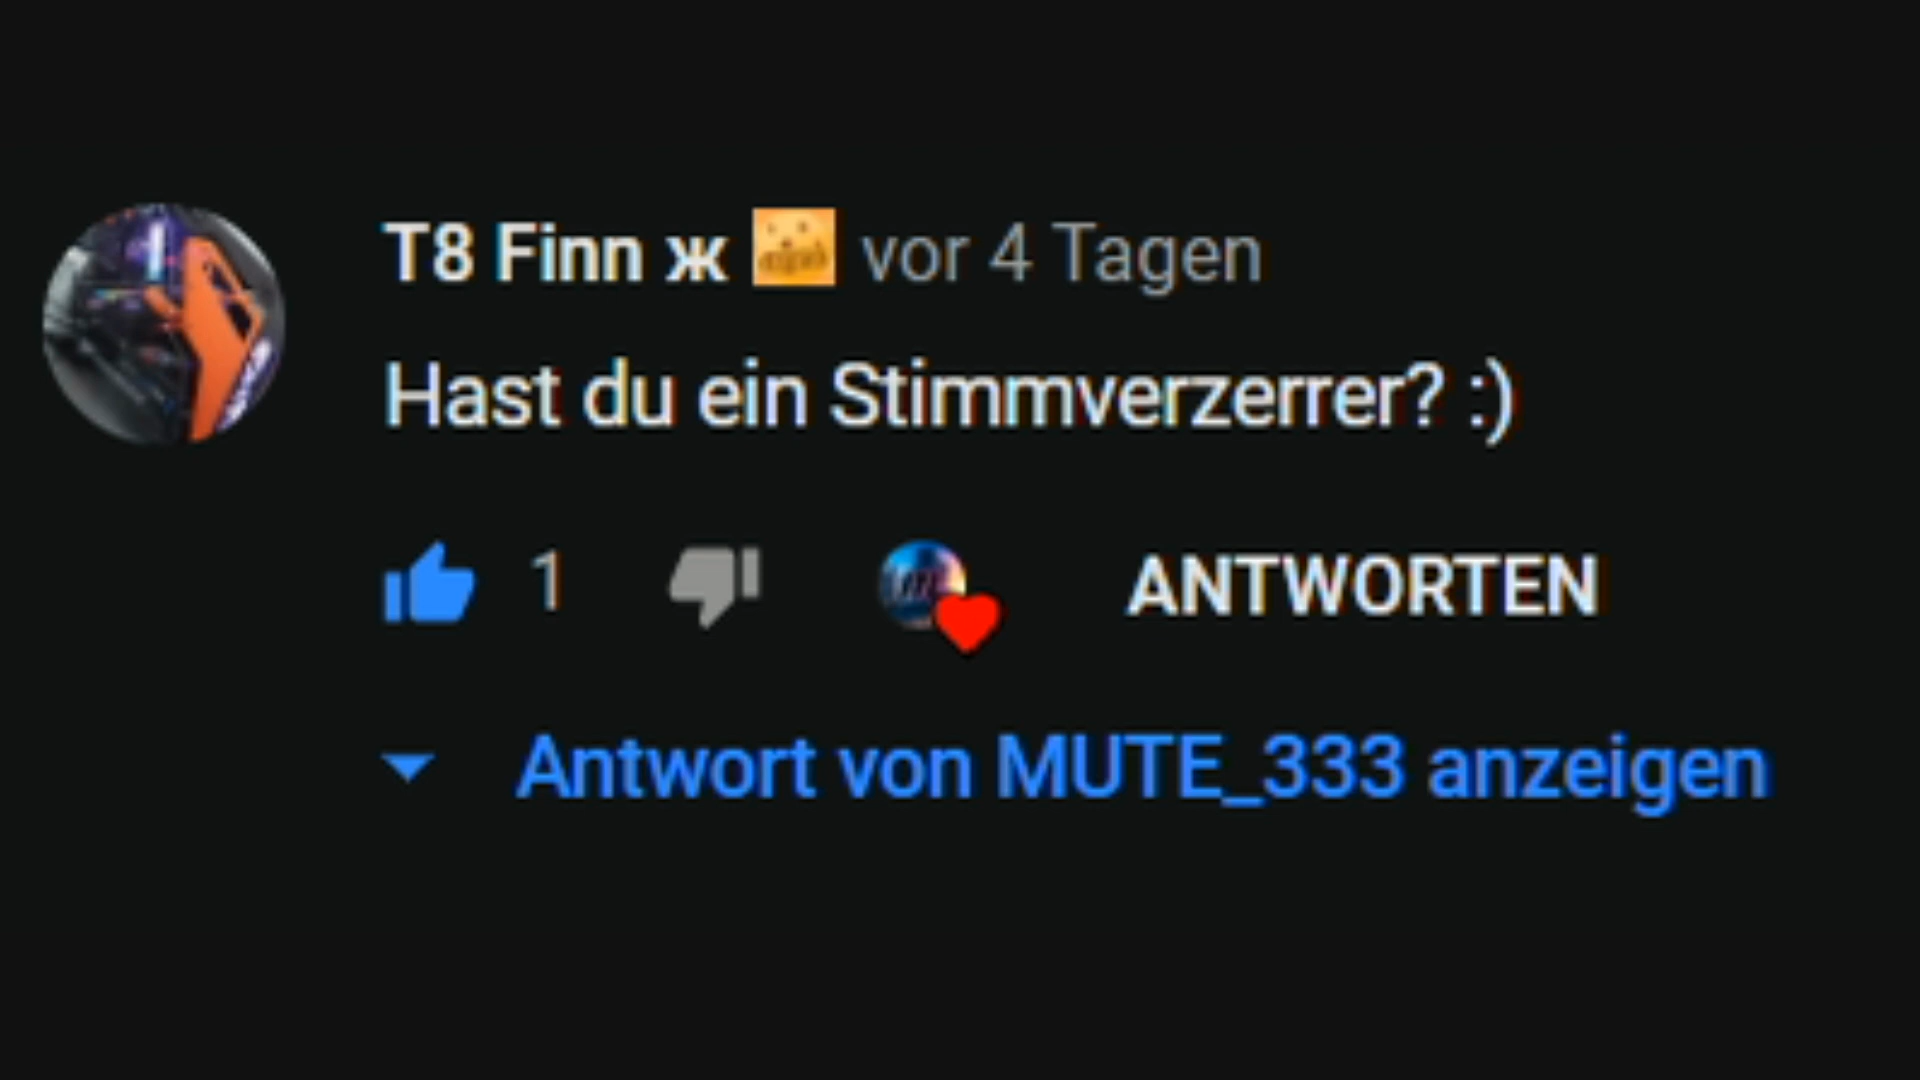 T8 Finn ж vor 4 Tagen
Hast du ein Stimmverzerrer? :)
1 ANTWORTEN
Antwort von MUTE_333 anzeigen